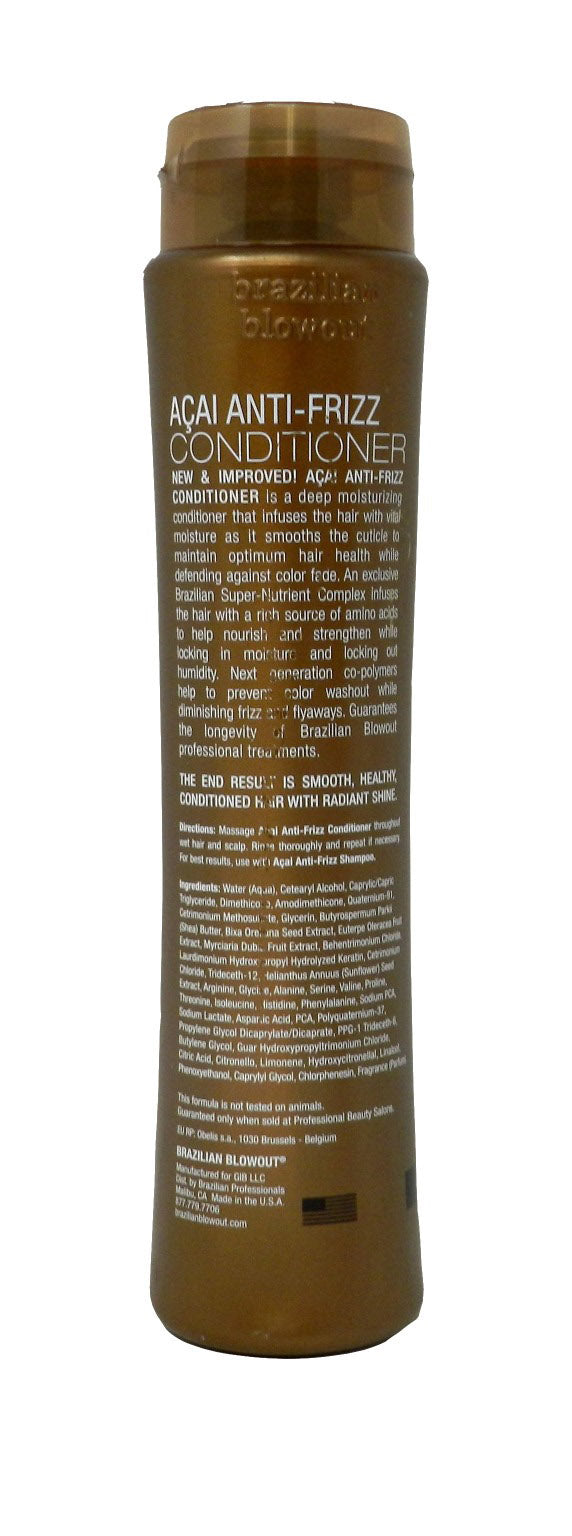 brazilian
blowout
AÇAI ANTI-FRIZZ
CONDITIONER
NEW & IMPROVED! AÇAI ANTI-FRIZZ
CONDITIONER is a deep moisturizing
conditioner that infuses the hair with vital
moisture as it smooths the cuticle to
maintain optimum hair health while
defending against color fade. An exclusive
Brazilian Super-Nutrient Complex infuses
the hair with a rich source of amino acids
to help nourish and strengthen while
locking in moisture and locking out
humidity. Next generation co-polymers
help to prevent color washout while
diminishing frizz and flyaways. Guarantees
the longevity of Brazilian Blowout
professional treatments.
THE END RESULT IS SMOOTH, HEALTHY,
CONDITIONED HAIR WITH RADIANT SHINE.
Directions: Massage Açai Anti-Frizz Conditioner throughout
wet hair and scalp. Rinse thoroughly and repeat if necessary.
For best results, use with Açai Anti-Frizz Shampoo.
Ingredients: Water (Aqua), Cetearyl Alcohol, Caprylic/Capric
Triglyceride, Dimethicone, Amodimethicone, Quaternium-91,
Cetrimonium Methosulfate, Glycerin, Butyrospermum Parkii
(Shea) Butter, Bixa Orellana Seed Extract, Euterpe Oleracea Fruit
Extract, Myrciaria Dubia Fruit Extract, Behentrimonium Chloride,
Laurdimonium Hydroxypropyl Hydrolyzed Keratin, Cetrimonium
Chloride, Trideceth-12, Helianthus Annuus (Sunflower) Seed
Extract, Arginine, Glycine, Alanine, Serine, Valine, Proline,
Threonine, Isoleucine, Histidine, Phenylalanine, Sodium PCA,
Sodium Lactate, Aspartic Acid, PCA, Polyquaternium-37,
Propylene Glycol Dicaprylate/Dicaprate, PPG-1 Trideceth-6,
Butylene Glycol, Guar Hydroxypropyltrimonium Chloride,
Citric Acid, Citronello, Limonene, Hydroxycitronellal, Linalool,
Phenoxyethanol, Caprylyl Glycol, Chlorphenesin, Fragrance (Parfum)
This formula is not tested on animals.
Guaranteed only when sold at Professional Beauty Salons.
EU RP: Obelis s.a., 1030 Brussels - Belgium
BRAZILIAN BLOWOUT®
Manufactured for GIB LLC
Dist. by Brazilian Professionals
Malibu, CA Made in the U.S.A.
877.779.7706
brazilianblowout.com